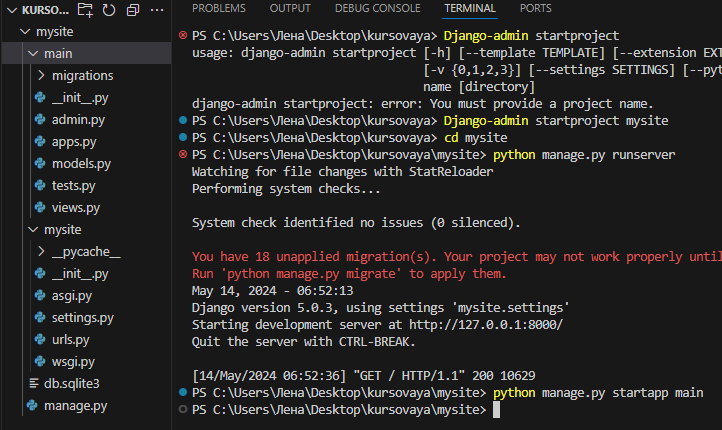 KURSO...
mysite
main
migrations
__init__.py
admin.py
apps.py
models.py
tests.py
views.py
mysite
__pycache__
__init__.py
asgi.py
settings.py
urls.py
wsgi.py
db.sqlite3
manage.py
PROBLEMS OUTPUT DEBUG CONSOLE TERMINAL PORTS
PS C:\Users\Лена\Desktop\kursovaya> Django-admin startproject
usage: django-admin startproject [-h] [--template TEMPLATE] [--extension EXT
[-v {0,1,2,3}] [--settings SETTINGS] [--pyt
name [directory]
django-admin startproject: error: You must provide a project name.
PS C:\Users\Лена\Desktop\kursovaya> Django-admin startproject mysite
PS C:\Users\Лена\Desktop\kursovaya> cd mysite
PS C:\Users\Лена\Desktop\kursovaya\mysite> python manage.py runserver
Watching for file changes with StatReloader
Performing system checks...
System check identified no issues (0 silenced).
You have 18 unapplied migration(s). Your project may not work properly until
Run 'python manage.py migrate' to apply them.
May 14, 2024 - 06:52:13
Django version 5.0.3, using settings 'mysite.settings'
Starting development server at http://127.0.0.1:8000/
Quit the server with CTRL-BREAK.
[14/May/2024 06:52:36] "GET / HTTP/1.1" 200 10629
PS C:\Users\Лена\Desktop\kursovaya\mysite> python manage.py startapp main
PS C:\Users\Лена\Desktop\kursovaya\mysite>